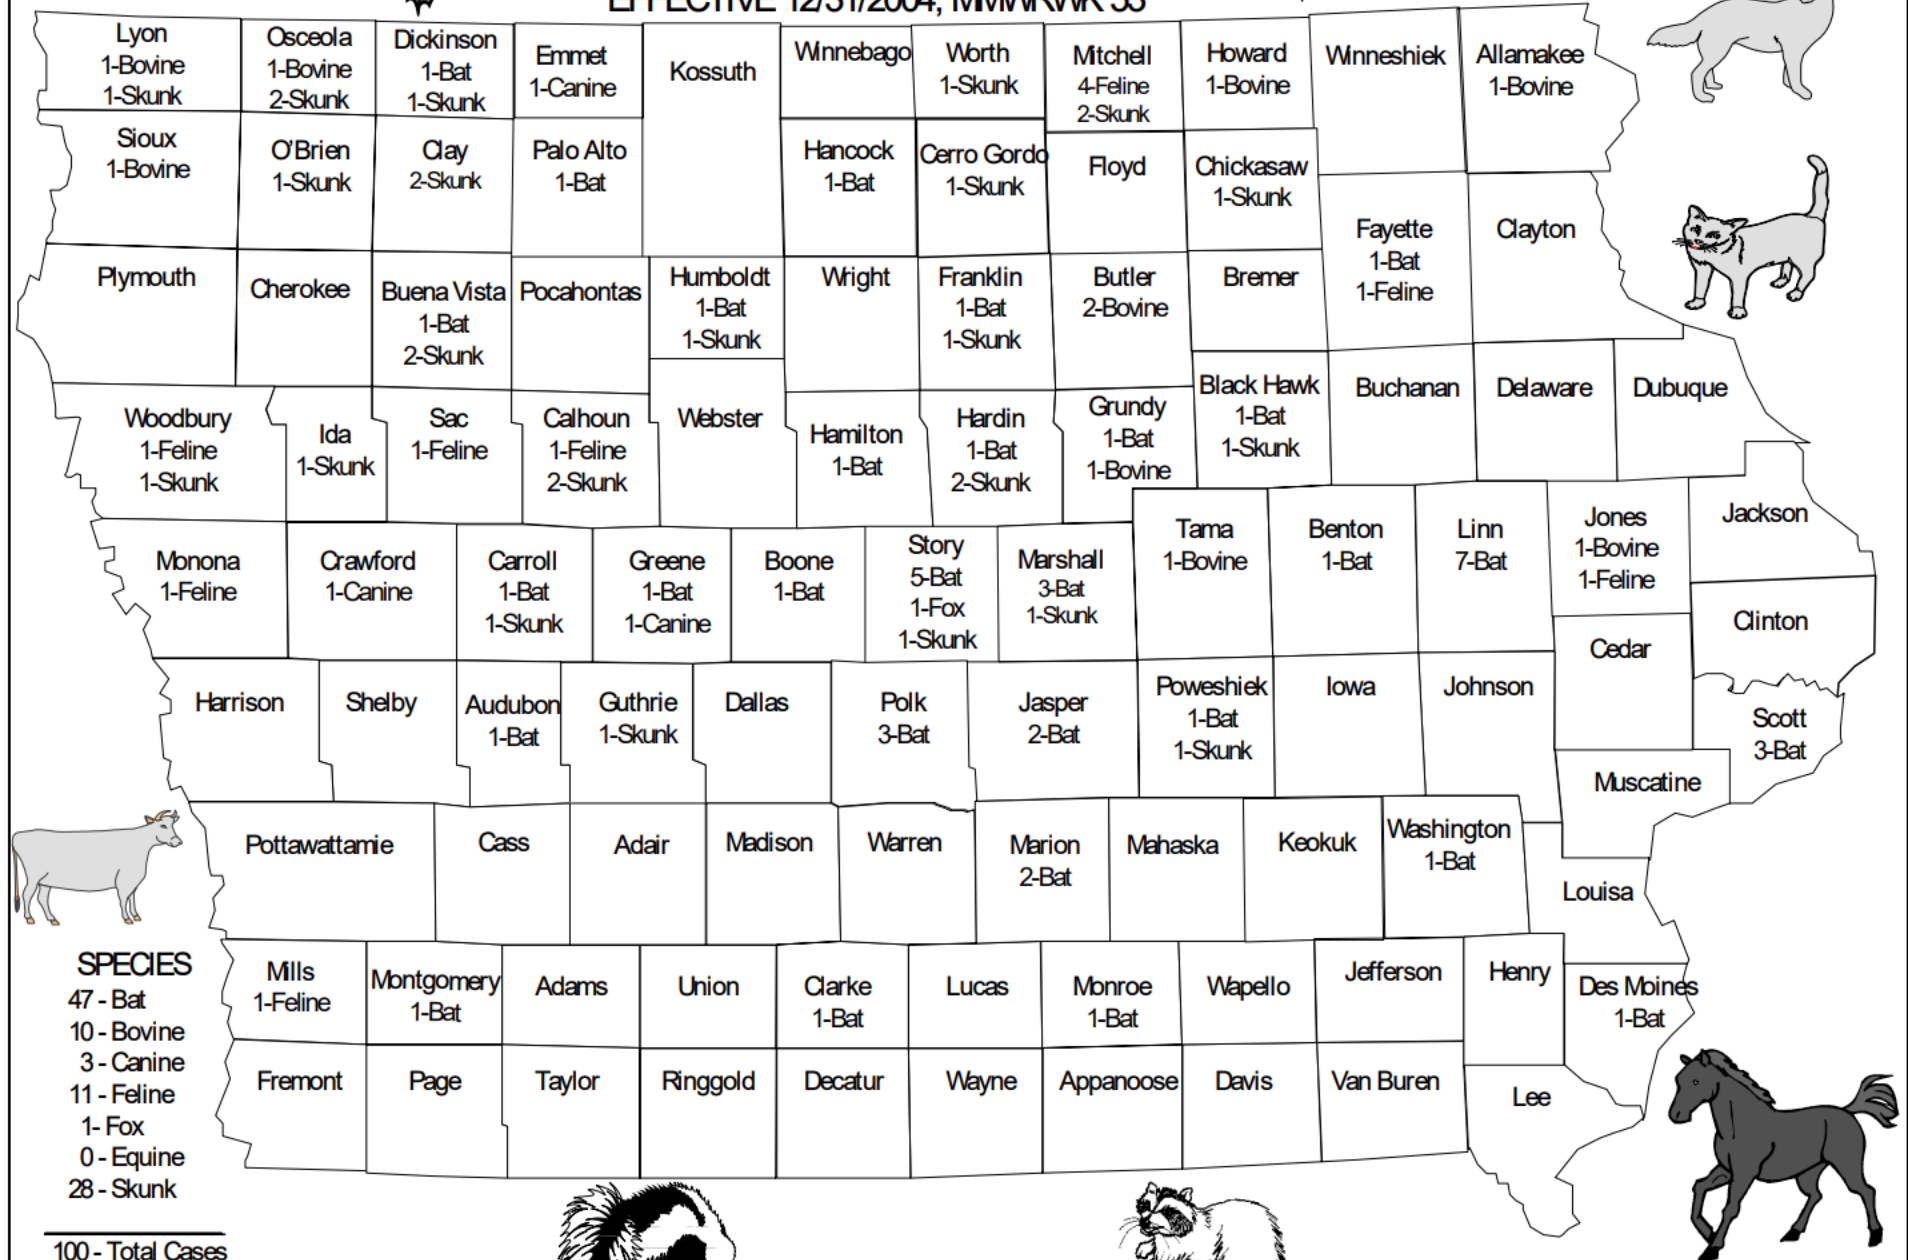 EFFECTIVE 12/31/2004, MMWRWK 53
Lyon
1-Bovine
1-Skunk
Osceola
1-Bovine
2-Skunk
Dickinson
1-Bat
1-Skunk
Emmet
1-Canine
Kossuth
Winnebago
Worth
1-Skunk
Mitchell
4-Feline
2-Skunk
Howard
1-Bovine
Winneshiek
Allamakee
1-Bovine
Sioux
1-Bovine
O'Brien
1-Skunk
Clay
2-Skunk
Palo Alto
1-Bat
Hancock
1-Bat
Cerro Gordo
1-Skunk
Floyd
Chickasaw
1-Skunk
Fayette
1-Bat
1-Feline
Clayton
Plymouth
Cherokee
Buena Vista
1-Bat
2-Skunk
Pocahontas
Humboldt
1-Bat
1-Skunk
Wright
Franklin
1-Bat
1-Skunk
Butler
2-Bovine
Bremer
Woodbury
1-Feline
1-Skunk
Ida
1-Skunk
Sac
1-Feline
Calhoun
1-Feline
2-Skunk
Webster
Hamilton
1-Bat
Hardin
1-Bat
2-Skunk
Grundy
1-Bat
1-Bovine
Black Hawk
1-Bat
1-Skunk
Buchanan
Delaware
Dubuque
Monona
1-Feline
Crawford
1-Canine
Carroll
1-Bat
1-Skunk
Greene
1-Bat
1-Canine
Boone
1-Bat
Story
5-Bat
1-Fox
1-Skunk
Marshall
3-Bat
1-Skunk
Tama
1-Bovine
Benton
1-Bat
Linn
7-Bat
Jones
1-Bovine
1-Feline
Jackson
Clinton
Cedar
Harrison
Shelby
Audubon
1-Bat
Guthrie
1-Skunk
Dallas
Polk
3-Bat
Jasper
2-Bat
Poweshiek
1-Bat
1-Skunk
Iowa
Johnson
Scott
3-Bat
Muscatine
Pottawattamie
Cass
Adair
Madison
Warren
Marion
2-Bat
Mahaska
Keokuk
Washington
1-Bat
Louisa
Mills
1-Feline
Montgomery
1-Bat
Adams
Union
Clarke
1-Bat
Lucas
Monroe
1-Bat
Wapello
Jefferson
Henry
Des Moines
1-Bat
Fremont
Page
Taylor
Ringgold
Decatur
Wayne
Appanoose
Davis
Van Buren
Lee
SPECIES
47 - Bat
10 - Bovine
3 - Canine
11 - Feline
1- Fox
0 - Equine
28 - Skunk
100 - Total Cases